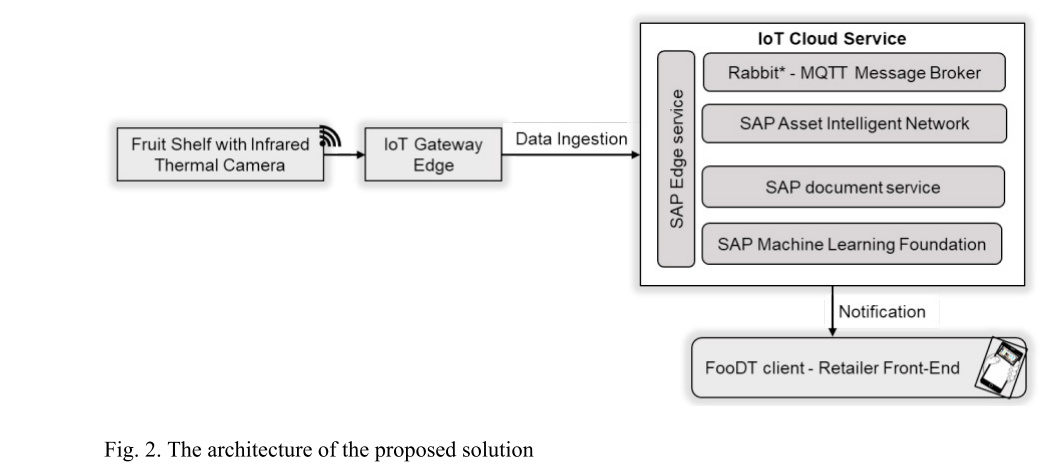 IoT Cloud Service
Rabbit* - MQTT Message Broker
SAP Asset Intelligent Network
SAP document service
SAP Machine Learning Foundation
SAP Edge service
Fruit Shelf with Infrared
Thermal Camera
IoT Gateway
Edge
Data Ingestion
Notification
FooDT client - Retailer Front-End
Fig. 2. The architecture of the proposed solution